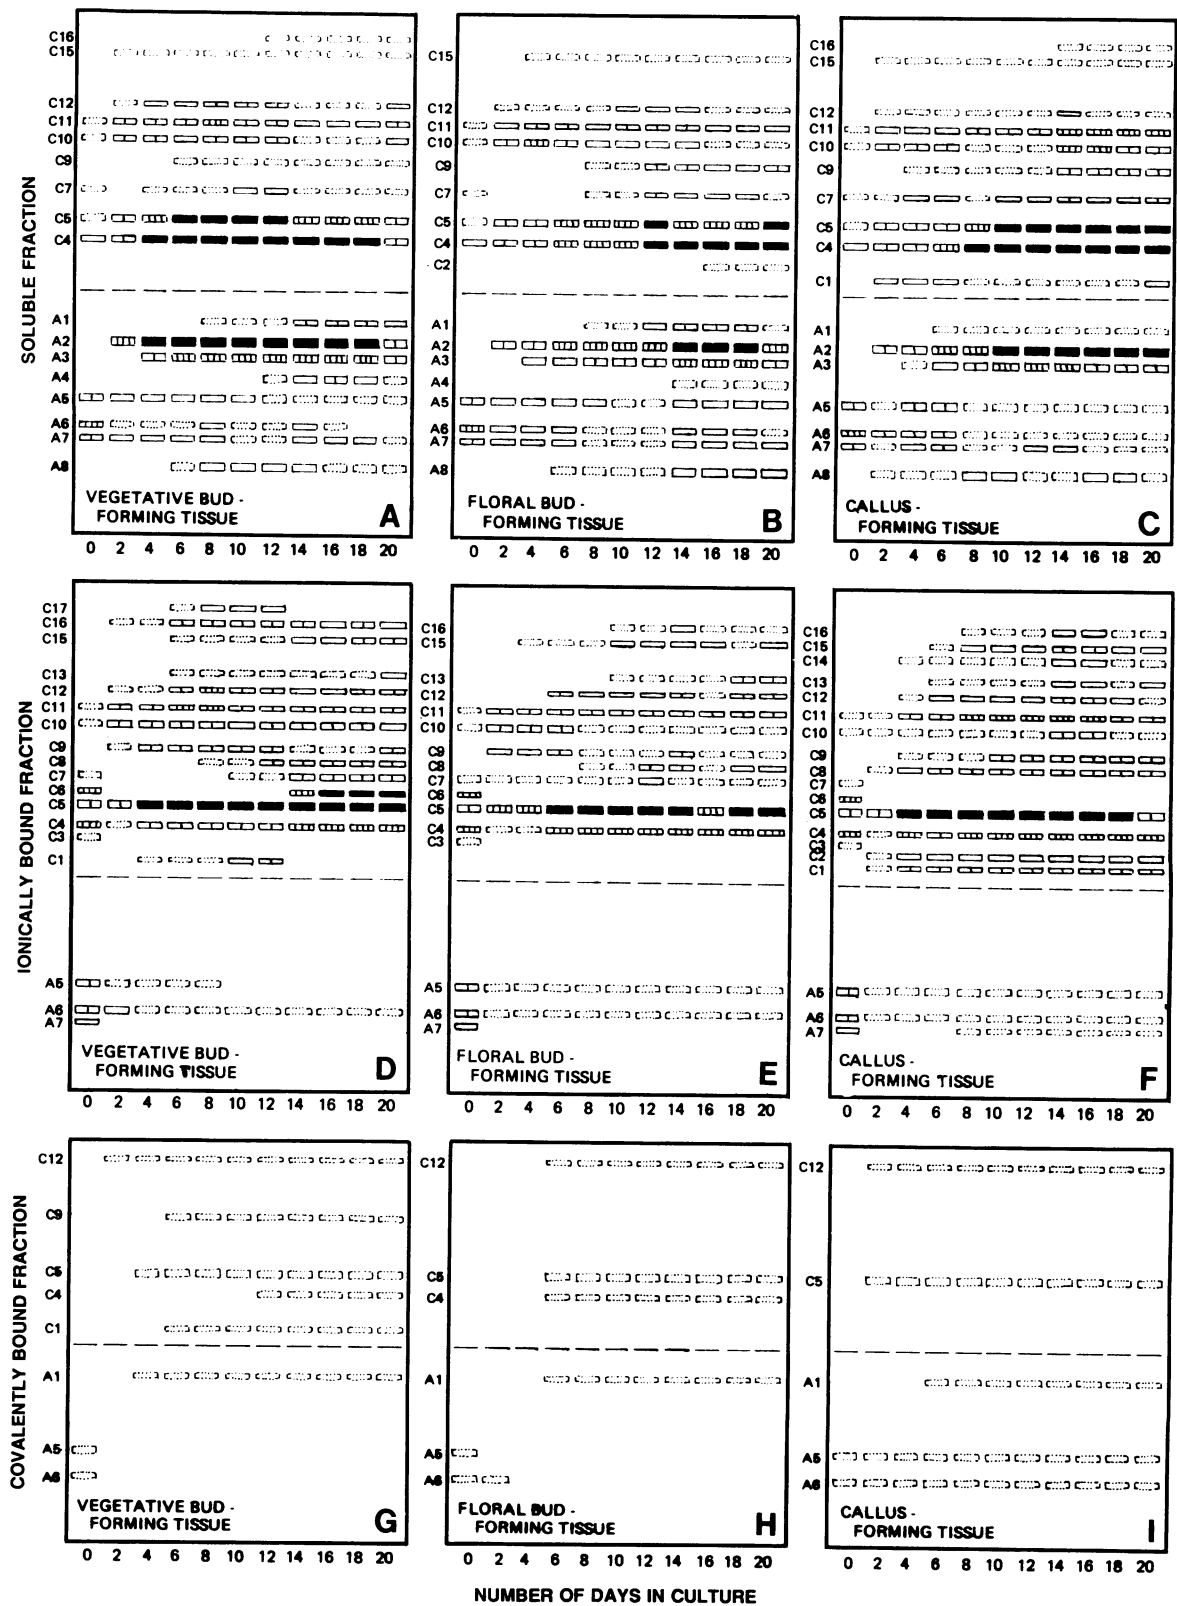 SOLUBLE FRACTION
C16
C15
C12
C11
C10
C9
C7
C5
C4
A1
A2
A3
A4
A5
A6
A7
A8
VEGETATIVE BUD -
FORMING TISSUE
A
0 2 4 6 8 10 12 14 16 18 20
C15
C12
C11
C10
C9
C7
C5
C4
C2
A1
A2
A3
A4
A5
A6
A7
A8
FLORAL BUD -
FORMING TISSUE
B
0 2 4 6 8 10 12 14 16 18 20
C16
C15
C12
C11
C10
C9
C7
C5
C4
C1
A1
A2
A3
A5
A6
A7
A8
CALLUS -
FORMING TISSUE
C
0 2 4 6 8 10 12 14 16 18 20
IONICALLY BOUND FRACTION
C17
C16
C15
C13
C12
C11
C10
C9
C8
C7
C6
C5
C4
C3
C1
A5
A6
A7
VEGETATIVE BUD -
FORMING TISSUE
D
0 2 4 6 8 10 12 14 16 18 20
C16
C15
C13
C12
C11
C10
C9
C8
C7
C6
C5
C4
C3
A5
A6
A7
FLORAL BUD -
FORMING TISSUE
E
0 2 4 6 8 10 12 14 16 18 20
C16
C15
C14
C13
C12
C11
C10
C9
C8
C7
C6
C5
C4
C3
C2
C1
A5
A6
A7
CALLUS -
FORMING TISSUE
F
0 2 4 6 8 10 12 14 16 18 20
COVALENTLY BOUND FRACTION
C12
C9
C5
C4
C1
A1
A5
A6
VEGETATIVE BUD -
FORMING TISSUE
G
0 2 4 6 8 10 12 14 16 18 20
C12
C5
C4
A1
A5
A6
FLORAL BUD -
FORMING TISSUE
H
0 2 4 6 8 10 12 14 16 18 20
C12
C5
A1
A5
A6
CALLUS -
FORMING TISSUE
I
0 2 4 6 8 10 12 14 16 18 20
NUMBER OF DAYS IN CULTURE